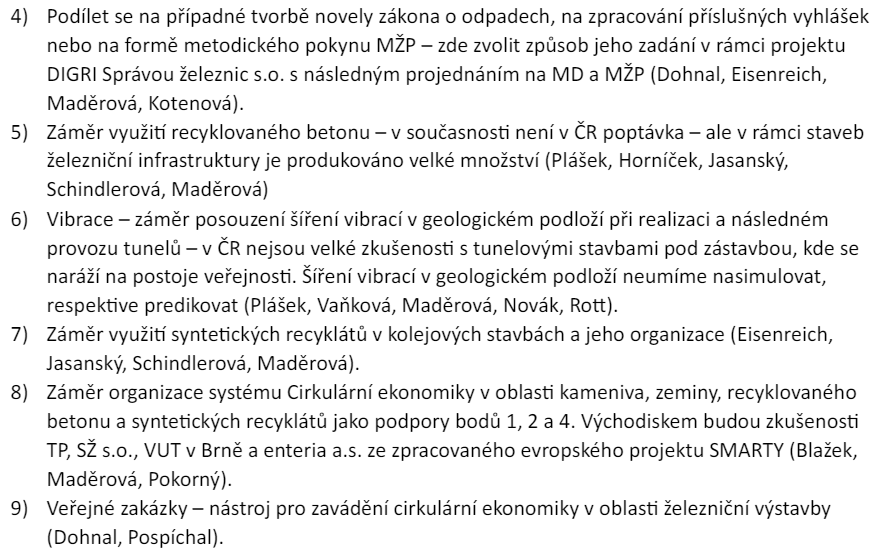 4) Podílet se na případné tvorbě novely zákona o odpadech, na zpracování příslušných vyhlášek
nebo na formě metodického pokynu MŽP – zde zvolit způsob jeho zadání v rámci projektu
DIGRI Správou železnic s.o. s následným projednáním na MD a MŽP (Dohnal, Eisenreich,
Maděrová, Kotenová).
5) Záměr využití recyklovaného betonu – v současnosti není v ČR poptávka – ale v rámci staveb
železniční infrastruktury je produkováno velké množství (Plášek, Horníček, Jasanský,
Schindlerová, Maděrová)
6) Vibrace – záměr posouzení šíření vibrací v geologickém podloží při realizaci a následném
provozu tunelů – v ČR nejsou velké zkušenosti s tunelovými stavbami pod zástavbou, kde se
naráží na postoje veřejnosti. Šíření vibrací v geologickém podloží neumíme nasimulovat,
respektive predikovat (Plášek, Vaňková, Maděrová, Novák, Rott).
7) Záměr využití syntetických recyklátů v kolejových stavbách a jeho organizace (Eisenreich,
Jasanský, Schindlerová, Maděrová).
8) Záměr organizace systému Cirkulární ekonomiky v oblasti kameniva, zeminy, recyklovaného
betonu a syntetických recyklátů jako podpory bodů 1, 2 a 4. Východiskem budou zkušenosti
TP, SŽ s.o., VUT v Brně a enteria a.s. ze zpracovaného evropského projektu SMARTY (Blažek,
Maděrová, Pokorný).
9) Veřejné zakázky – nástroj pro zavádění cirkulární ekonomiky v oblasti železniční výstavby
(Dohnal, Pospíchal).